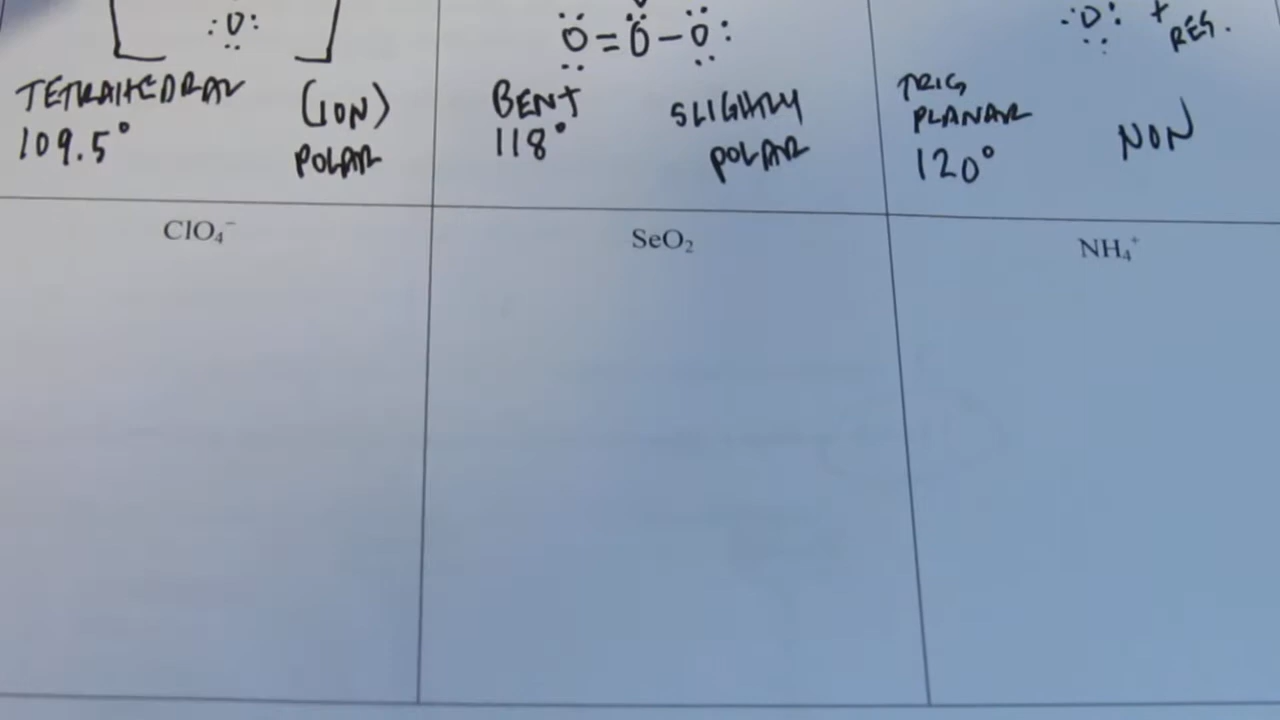 :O:
O=O-O:
:O: + RES.
TETRAHEDRAL (ION)
109.5° POLAR
BENT SLIGHTLY
118° POLAR
TRIG
PLANAR NON
120°
ClO₄⁻ SeO₂ NH₄⁺